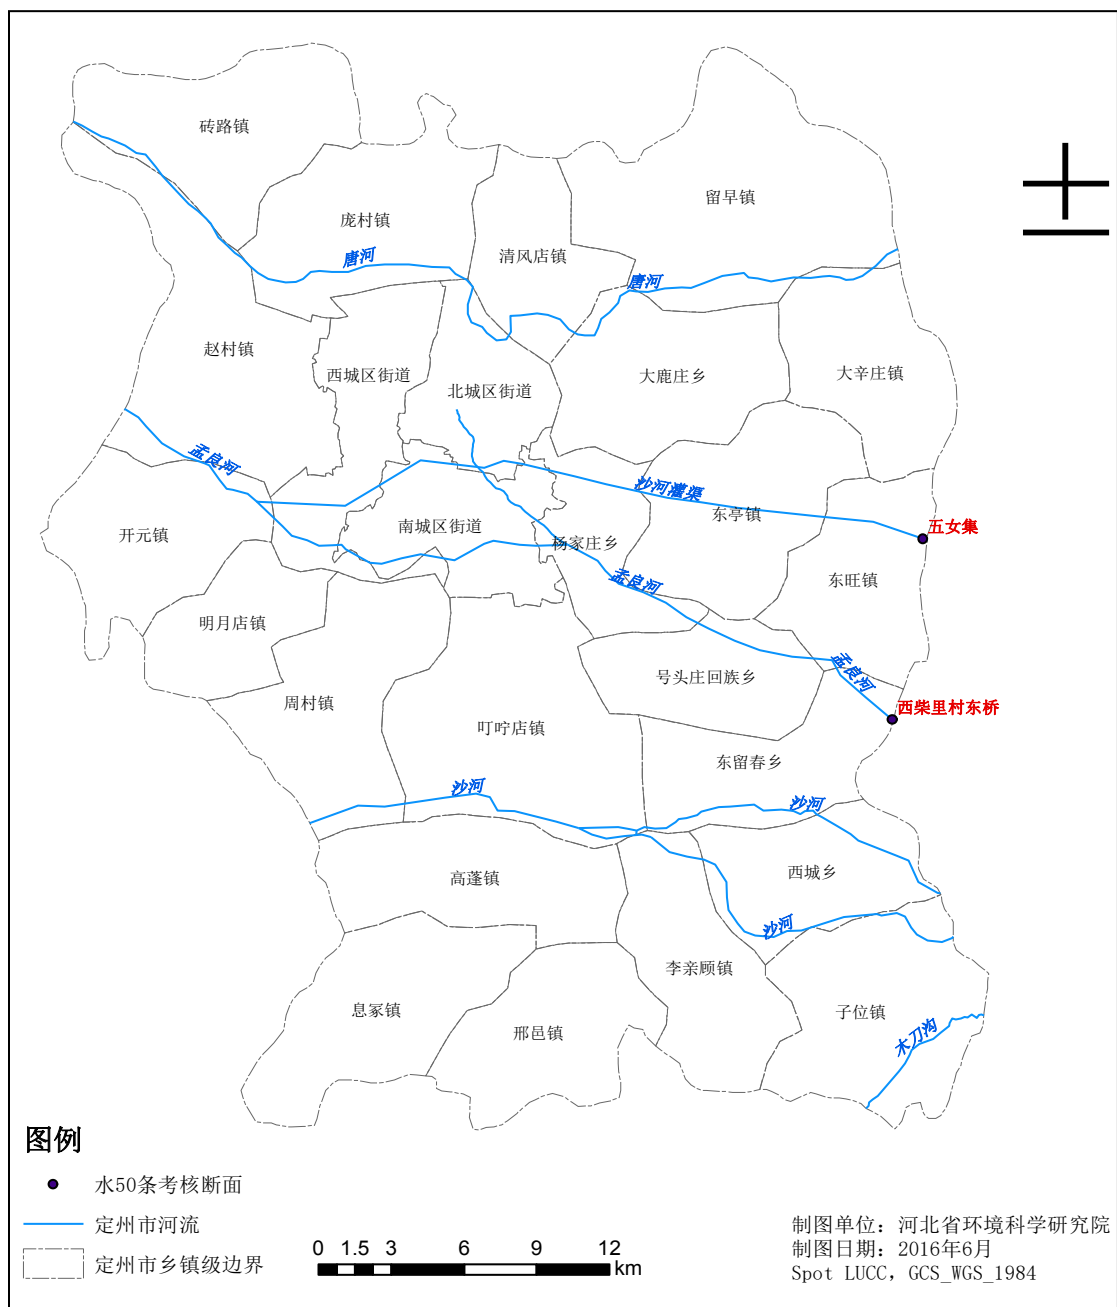 砖路镇
留早镇
庞村镇
清风店镇
唐河
唐河
赵村镇
西城区街道
北城区街道
大鹿庄乡
大辛庄镇
孟良河
沙河灌渠
东亭镇
五女集
开元镇
南城区街道
杨家庄乡
孟良河
东旺镇
明月店镇
号头庄回族乡
孟良河
周村镇
西柴里村东桥
叮咛店镇
东留春乡
沙河
沙河
高蓬镇
西城乡
沙河
李亲顾镇
息冢镇
邢邑镇
子位镇
木刀沟
图例
水50条考核断面
定州市河流
定州市乡镇级边界
0 1.5 3 6 9 12
km
制图单位：河北省环境科学研究院
制图日期：2016年6月
Spot LUCC，GCS_WGS_1984